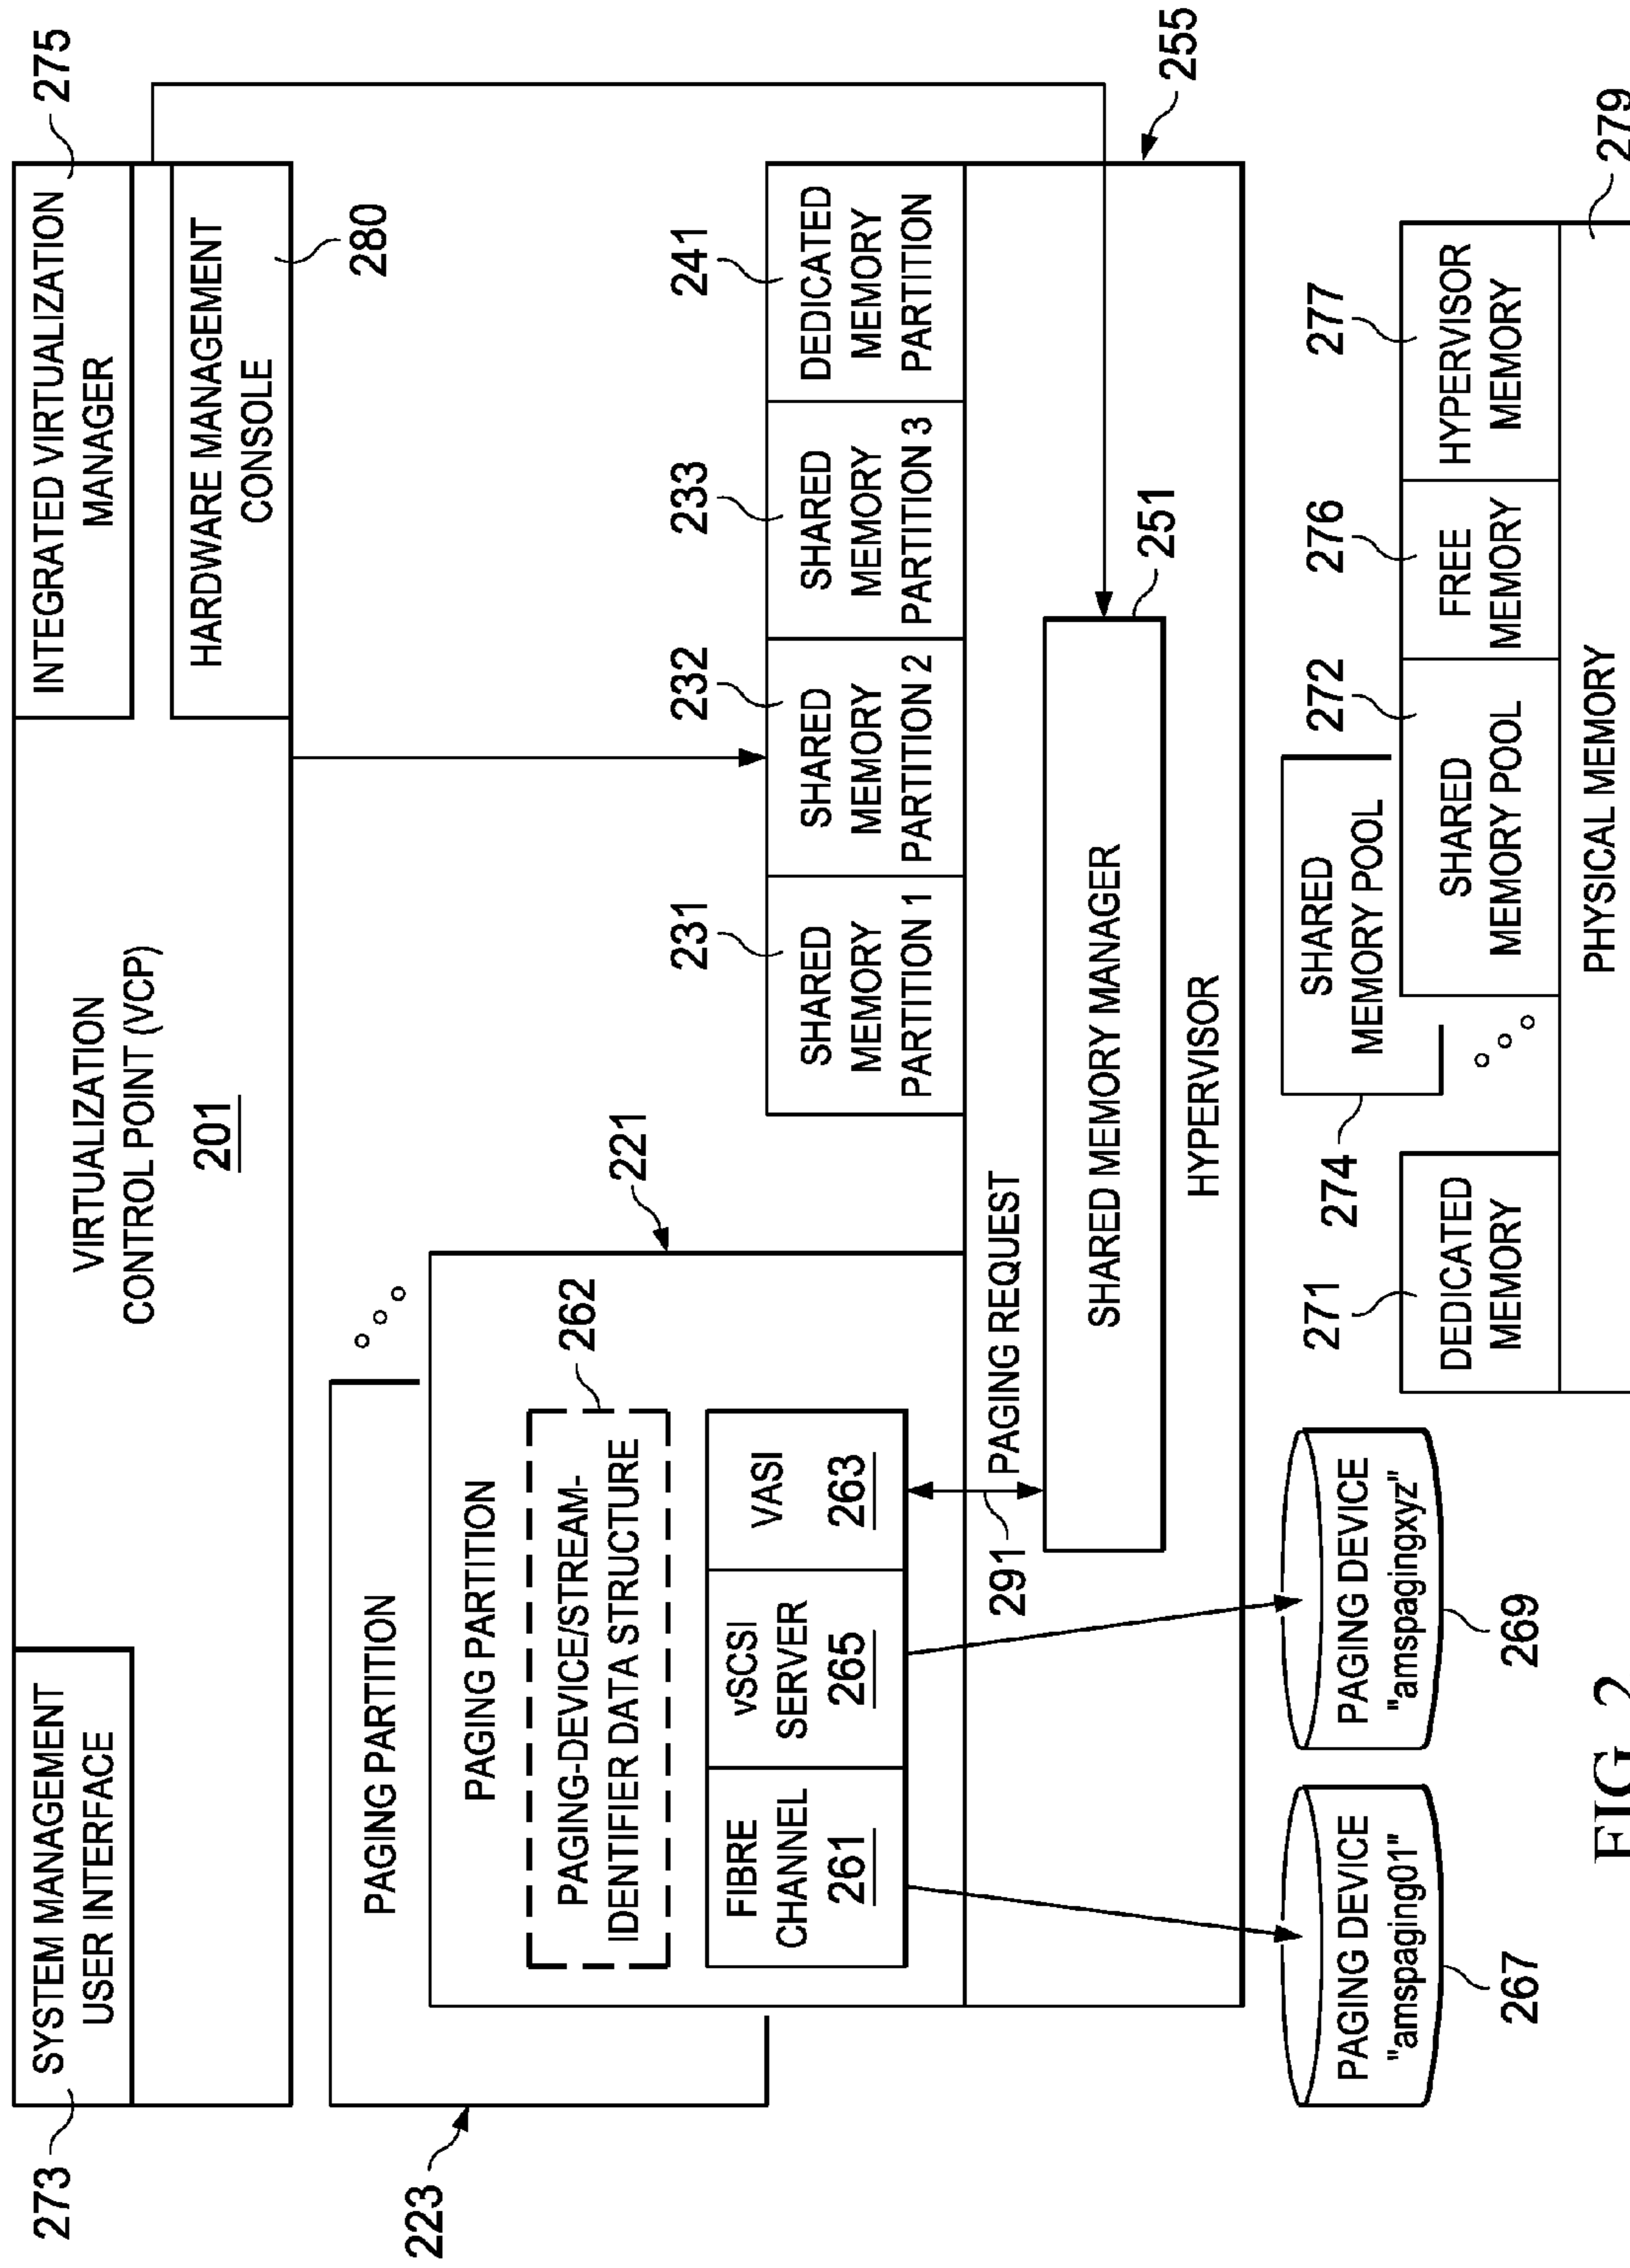 273
SYSTEM MANAGEMENT
USER INTERFACE
VIRTUALIZATION
CONTROL POINT (VCP)
201
INTEGRATED VIRTUALIZATION
MANAGER
275
HARDWARE MANAGEMENT
CONSOLE
280
223
PAGING PARTITION
PAGING PARTITION
221
PAGING-DEVICE/STREAM-
IDENTIFIER DATA STRUCTURE
262
FIBRE
CHANNEL
261
vSCSI
SERVER
265
VASI
263
231
SHARED
MEMORY
PARTITION 1
232
SHARED
MEMORY
PARTITION 2
233
SHARED
MEMORY
PARTITION 3
241
DEDICATED
MEMORY
PARTITION
291
PAGING REQUEST
SHARED MEMORY MANAGER
251
HYPERVISOR
255
PAGING DEVICE
"amspaging01"
267
PAGING DEVICE
"amspagingxyz"
269
271
DEDICATED
MEMORY
274
SHARED
MEMORY POOL
272
SHARED
MEMORY POOL
276
FREE
MEMORY
277
HYPERVISOR
MEMORY
PHYSICAL MEMORY
279
FIG. 2